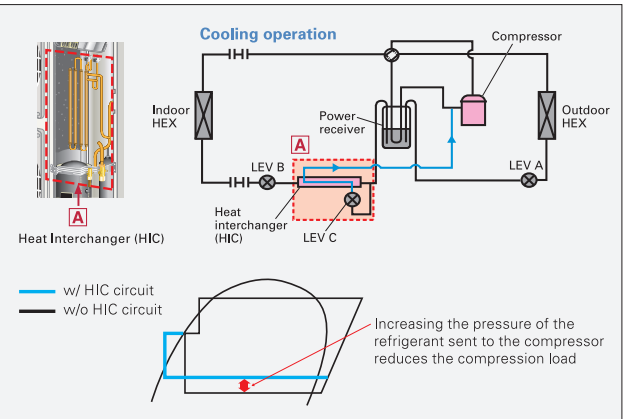 Cooling operation
Compressor
Indoor
HEX
Power
receiver
Outdoor
HEX
A
LEV B
LEV A
Heat
interchanger
(HIC)
LEV C
A
Heat Interchanger (HIC)
w/ HIC circuit
w/o HIC circuit
Increasing the pressure of the
refrigerant sent to the compressor
reduces the compression load